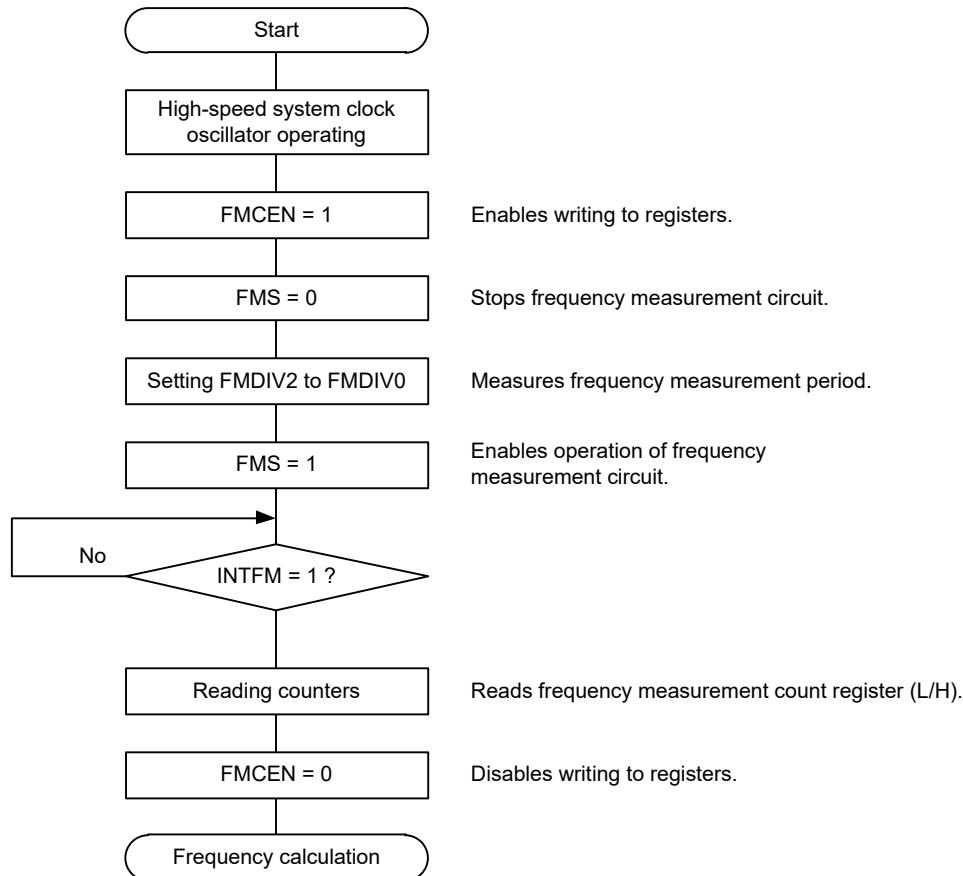 Start
High-speed system clock
oscillator operating
FMCEN = 1
Enables writing to registers.
FMS = 0
Stops frequency measurement circuit.
Setting FMDIV2 to FMDIV0
Measures frequency measurement period.
FMS = 1
Enables operation of frequency
measurement circuit.
No
INTFM = 1 ?
Reading counters
Reads frequency measurement count register (L/H).
FMCEN = 0
Disables writing to registers.
Frequency calculation